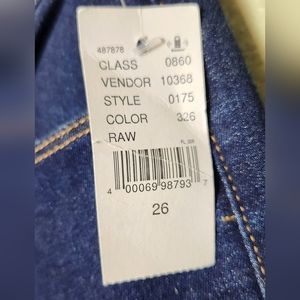 487878
CLASS 0860
VENDOR 10368
STYLE 0175
COLOR 326
RAW
4 00069 98793 7
26